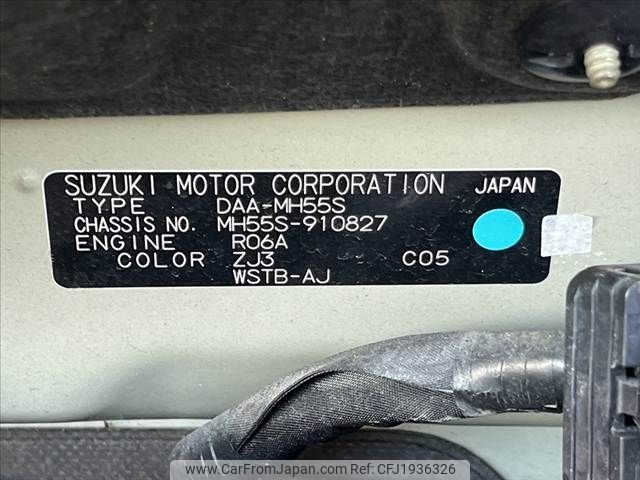 SUZUKI MOTOR CORPORATION JAPAN
TYPE DAA-MH55S
CHASSIS NO. MH55S-910827
ENGINE R06A
COLOR ZJ3 C05
WSTB-AJ
www.CarFromJapan.com - CFJ1936326